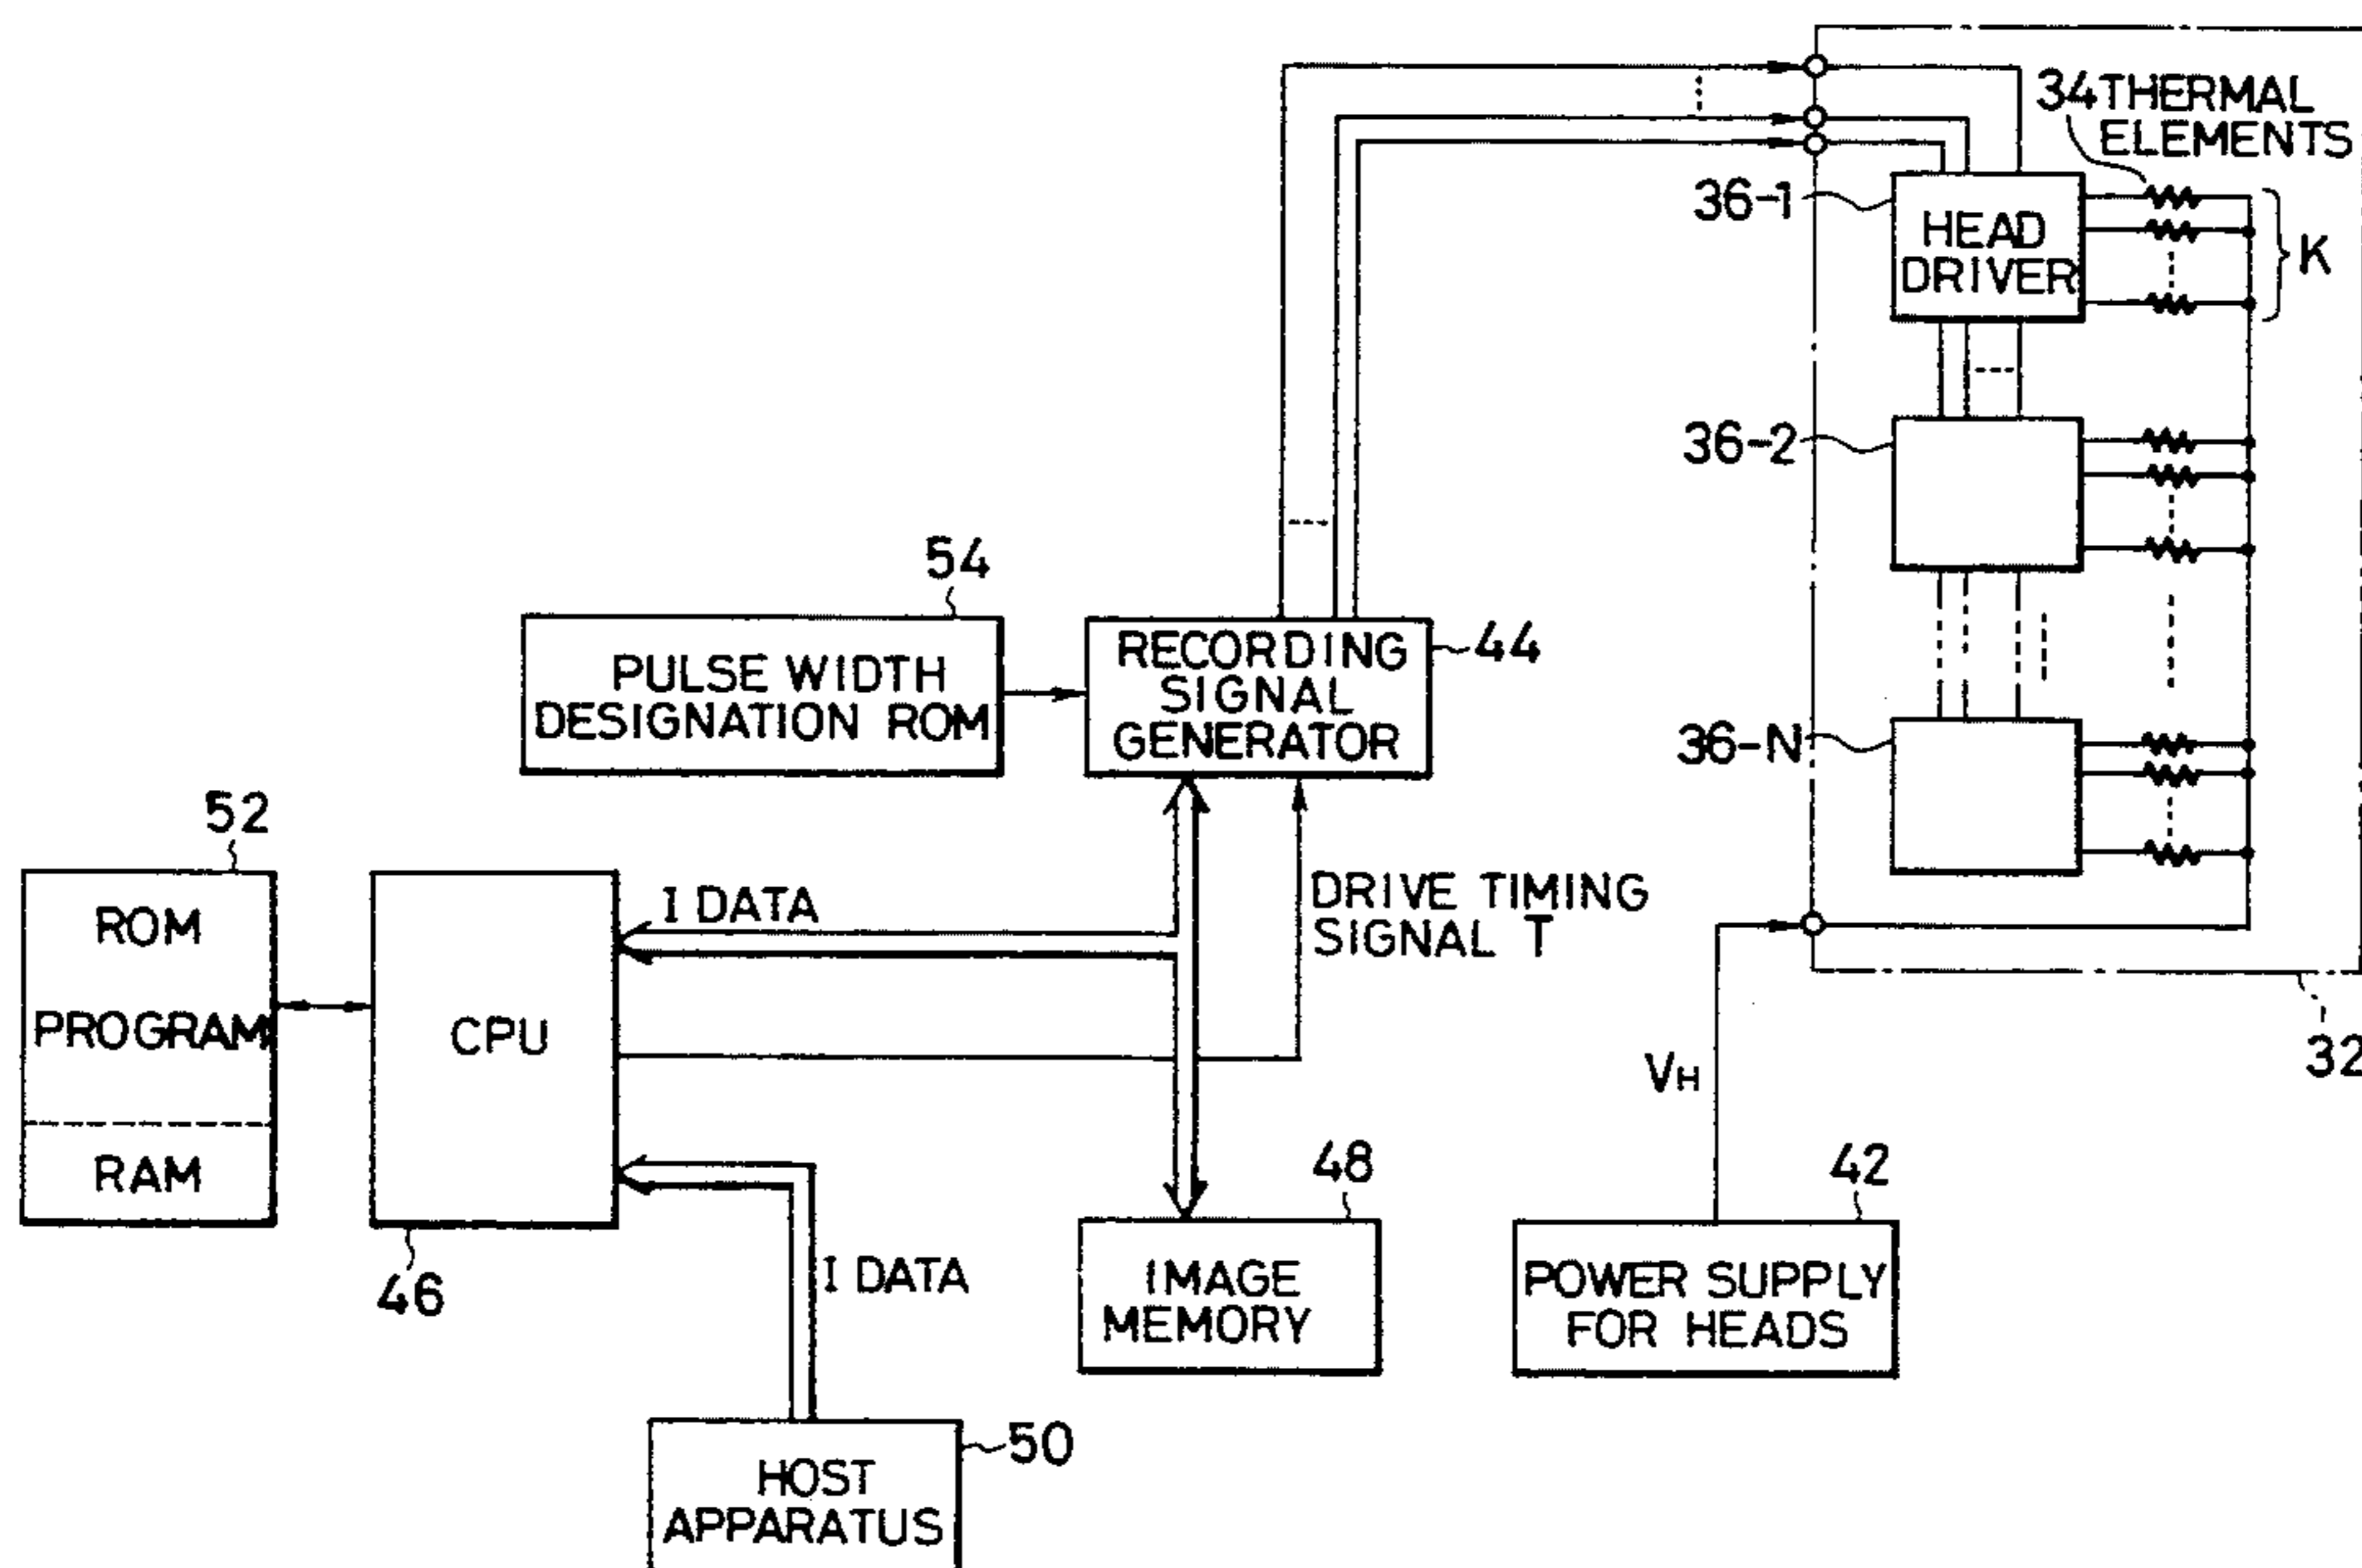 34 THERMAL
ELEMENTS
36-1
HEAD
DRIVER
K
36-2
54
PULSE WIDTH
DESIGNATION ROM
RECORDING
SIGNAL
GENERATOR
44
36-N
52
ROM
PROGRAM
RAM
CPU
46
I DATA
DRIVE TIMING
SIGNAL T
32
VH
I DATA
48
IMAGE
MEMORY
42
POWER SUPPLY
FOR HEADS
50
HOST
APPARATUS